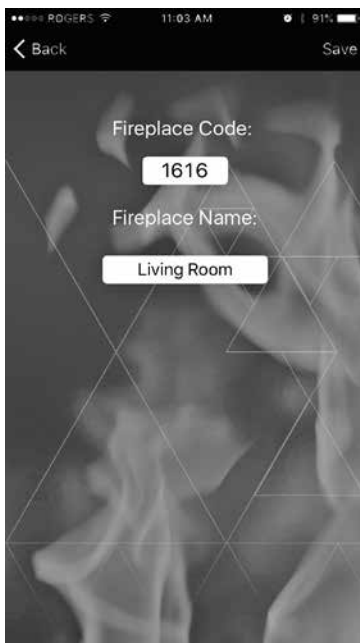 ROGERS 11:03 AM 91%
Back Save
Fireplace Code:
1616
Fireplace Name:
Living Room